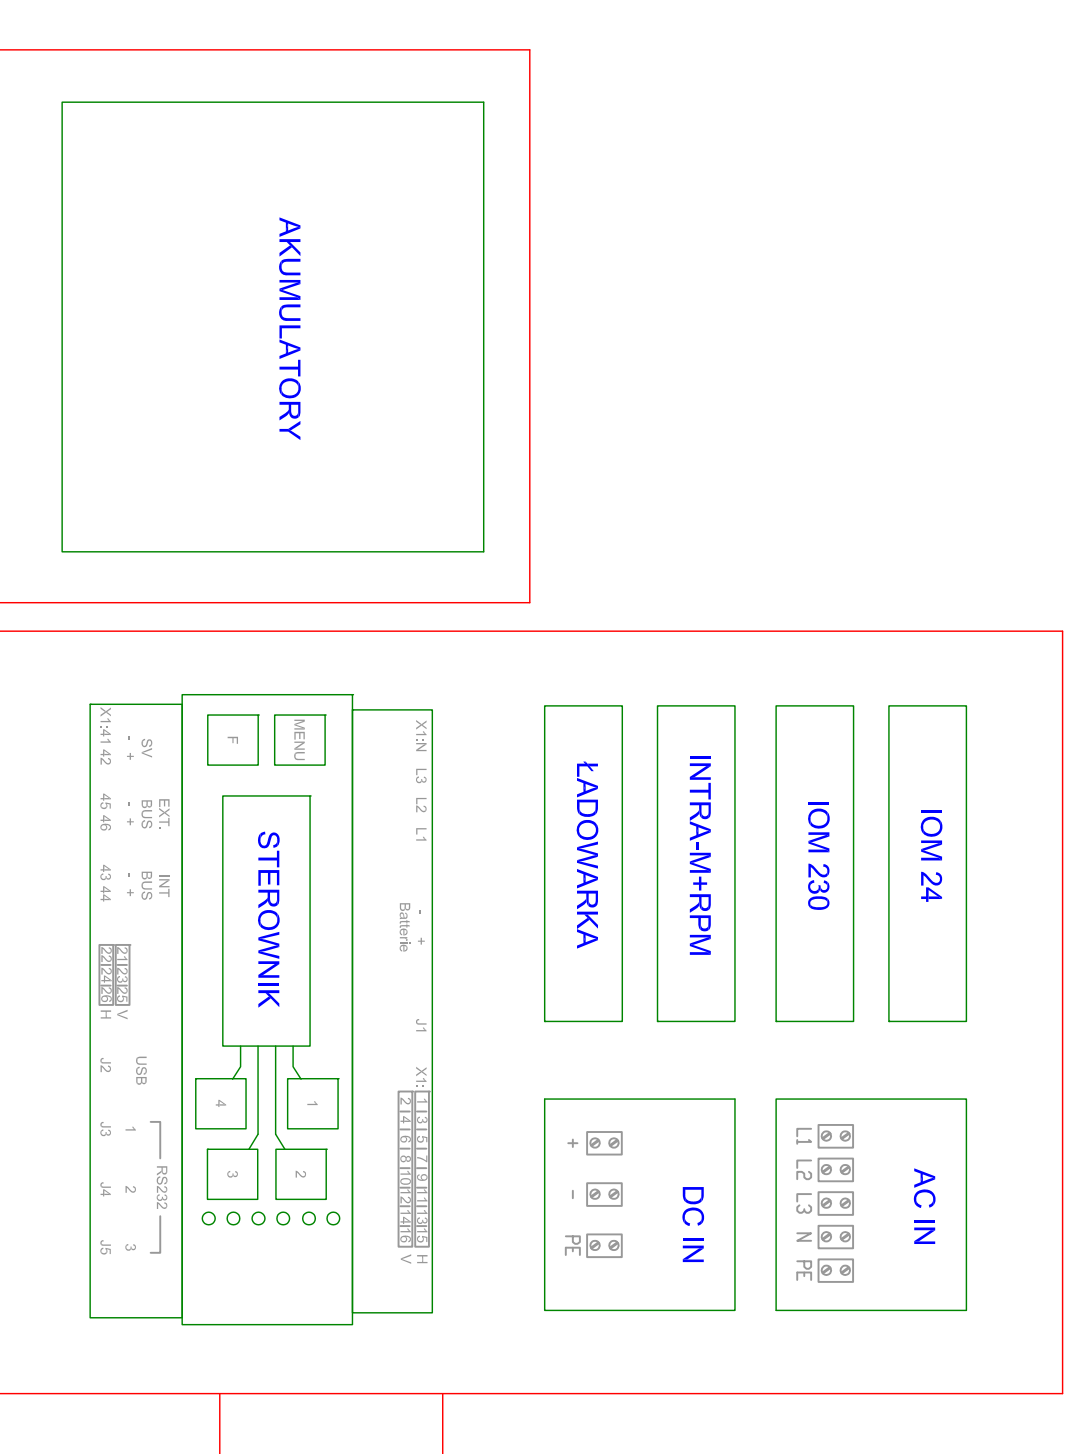 AKUMULATORY
IOM 24
IOM 230
INTRA-M+RPM
ŁADOWARKA
AC IN
L1
L2
L3
N
PE
DC IN
+
-
PE
X1:N L3 L2 L1
- +
Batterie
J1
X1: 1 3 5 7 9 11 13 15 H
2 4 6 8 10 12 14 16 V
MENU
F
STEROWNIK
1
2
3
4
EXT. BUS
INT BUS
SV
- +
- +
- +
X1:41 42
45 46
43 44
21 23 25 V
22 24 26 H
USB
RS232
1 2 3
J2 J3 J4 J5